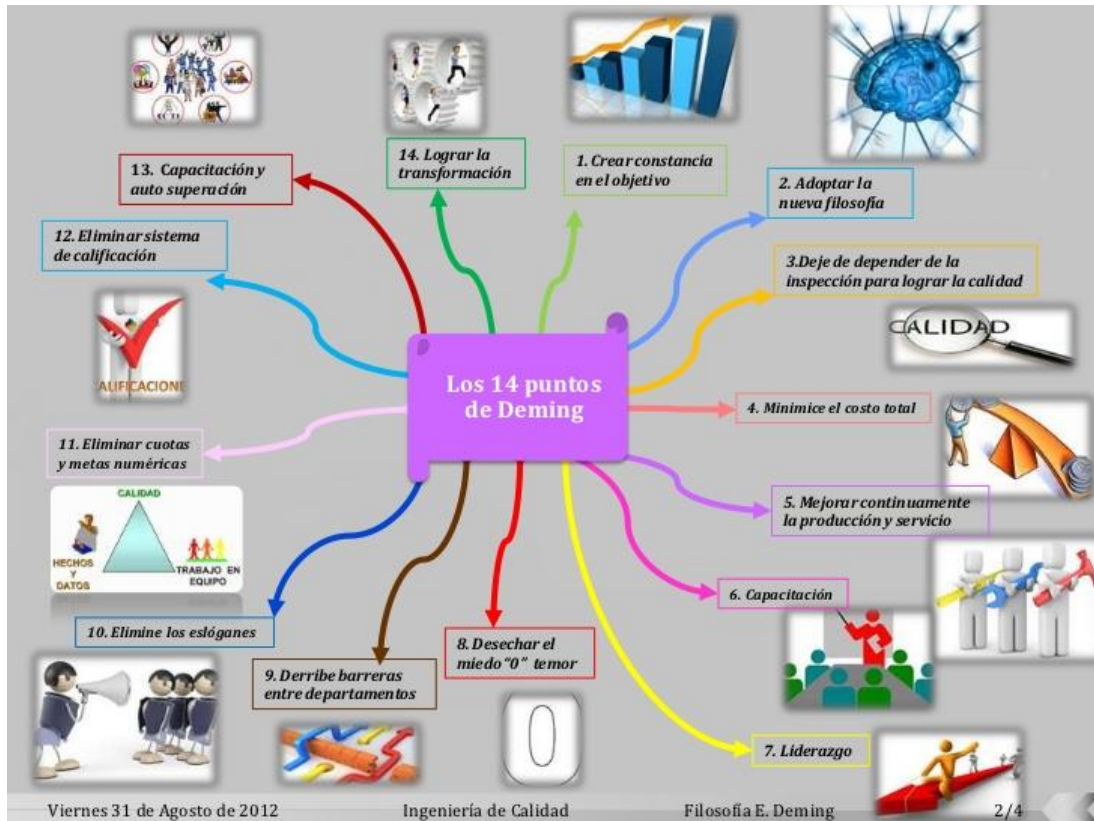 Los 14 puntos
de Deming
1. Crear constancia
en el objetivo
2. Adoptar la
nueva filosofía
3.Deje de depender de la
inspección para lograr la calidad
CALIDAD
4. Minimice el costo total
5. Mejorar continuamente
la producción y servicio
6. Capacitación
7. Liderazgo
8. Desechar el
miedo "0" temor
0
9. Derribe barreras
entre departamentos
10. Elimine los eslóganes
11. Eliminar cuotas
y metas numéricas
CALIDAD
HECHOS
Y
DATOS
TRABAJO EN
EQUIPO
12. Eliminar sistema
de calificación
ALIFICACIONE
13. Capacitación y
auto superación
14. Lograr la
transformación
Viernes 31 de Agosto de 2012
Ingeniería de Calidad
Filosofía E. Deming
2/4